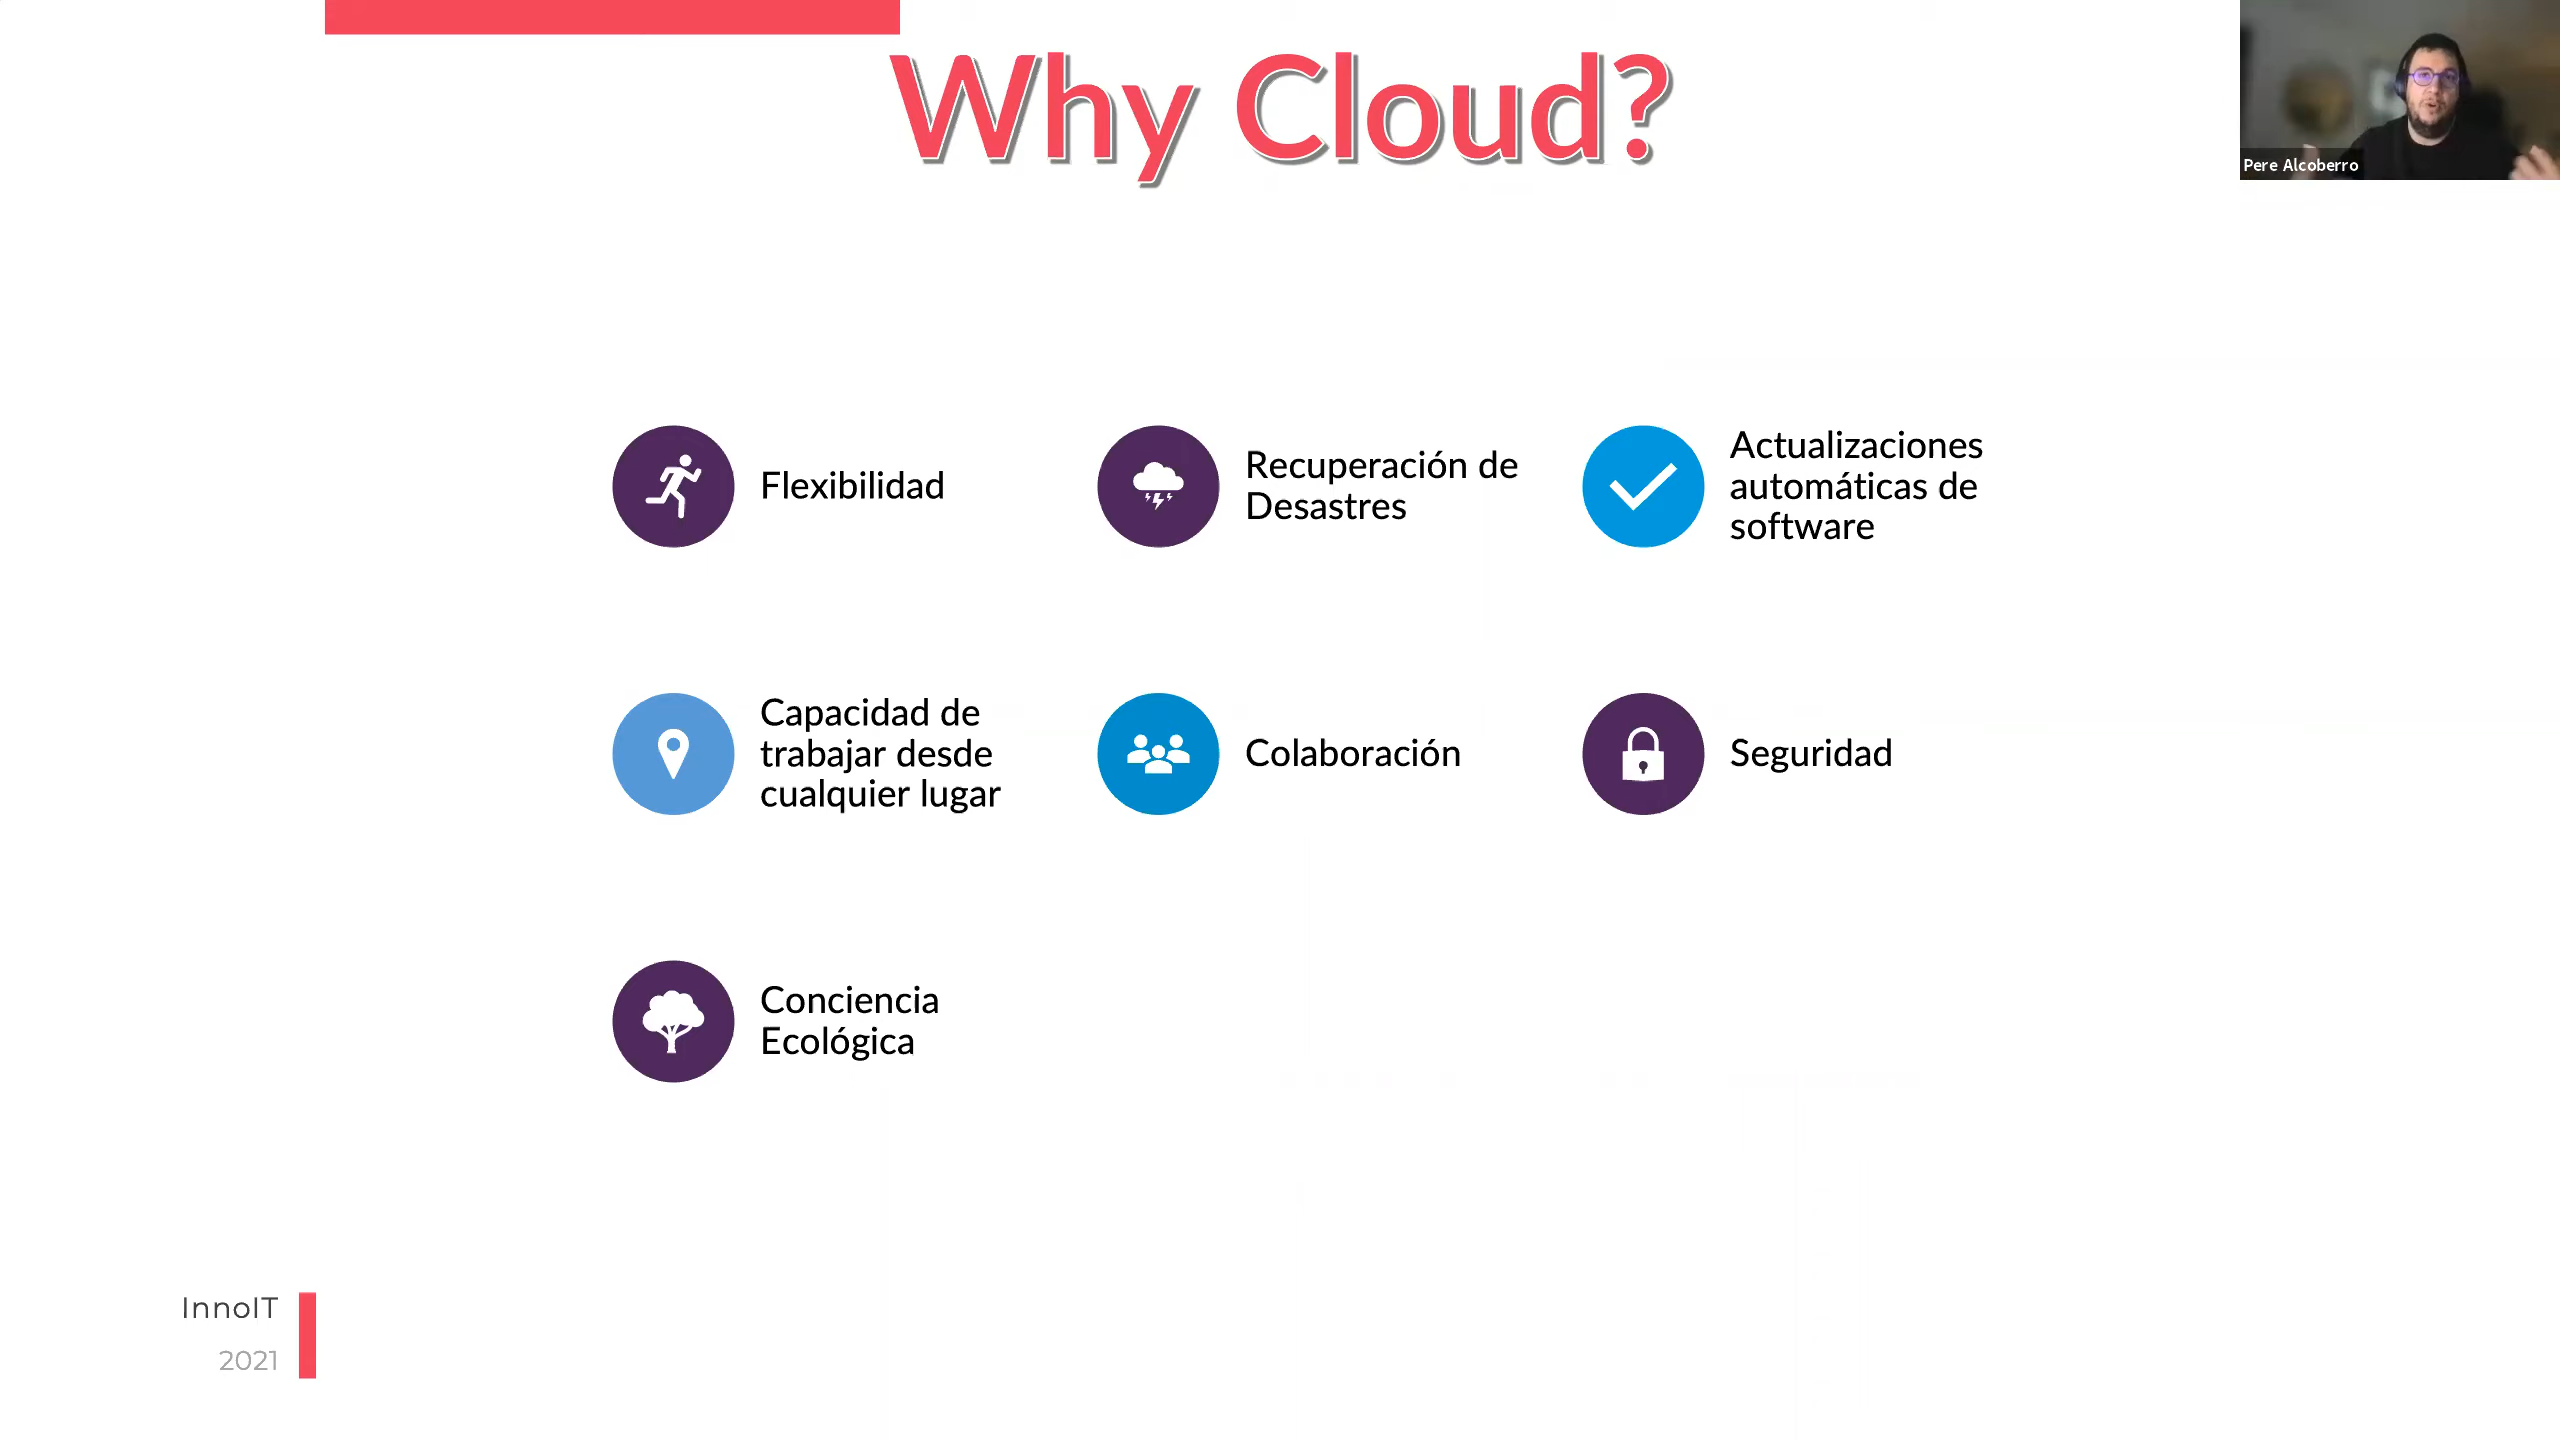 Why Cloud?
Pere Alcoberro
Flexibilidad
Recuperación de
Desastres
Actualizaciones
automáticas de
software
Capacidad de
trabajar desde
cualquier lugar
Colaboración
Seguridad
Conciencia
Ecológica
InnoIT
2021